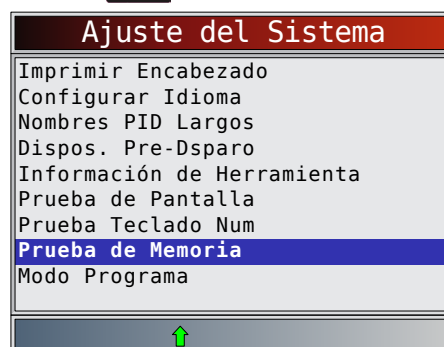 Ajuste del Sistema
Imprimir Encabezado
Configurar Idioma
Nombres PID Largos
Dispos. Pre-Dsparo
Información de Herramienta
Prueba de Pantalla
Prueba Teclado Num
Prueba de Memoria
Modo Programa